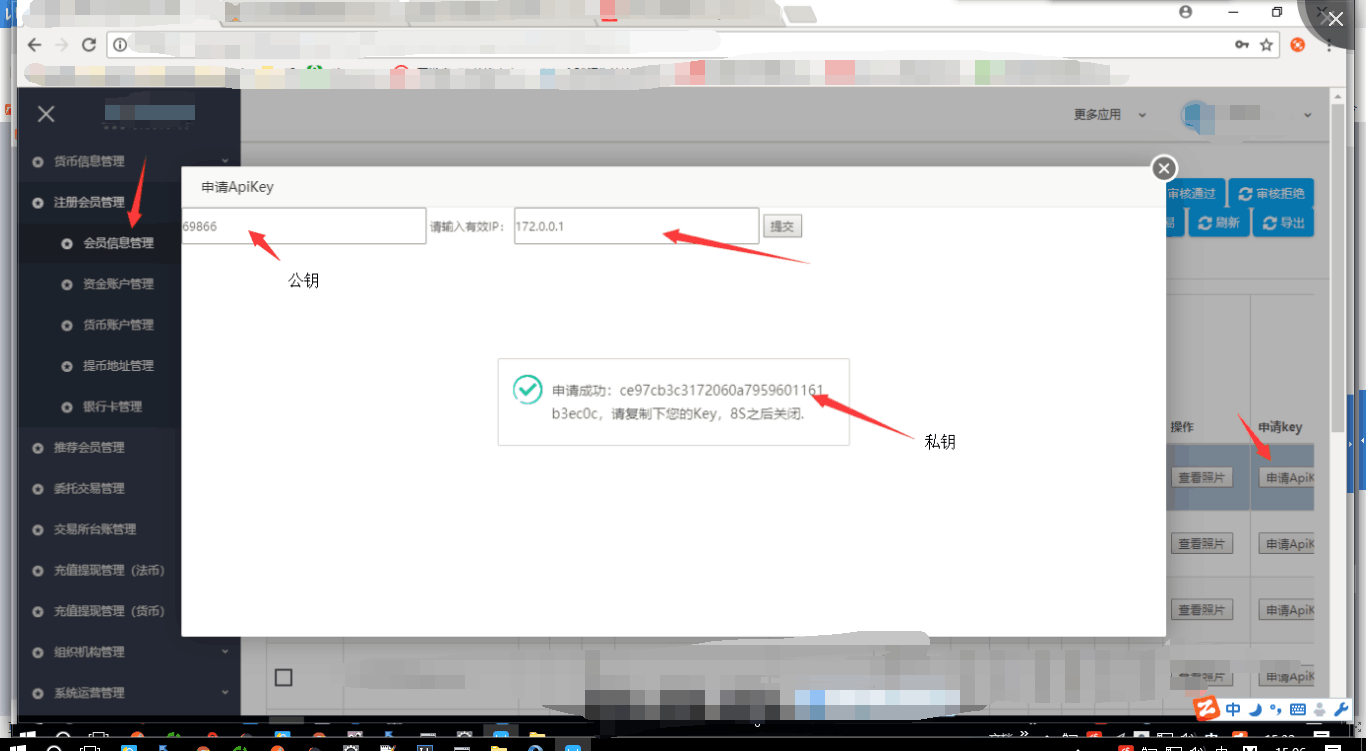 更多应用
货币信息管理
注册会员管理
会员信息管理
资金账户管理
货币账户管理
提币地址管理
银行卡管理
推荐会员管理
委托交易管理
交易所台账管理
充值提现管理（法币）
充值提现管理（货币）
组织机构管理
系统运营管理
申请ApiKey
69866 请输入有效IP: 172.0.0.1 提交
公钥
申请成功：ce97cb3c3172060a7959601161
b3ec0c，请复制下您的Key，8S之后关闭.
私钥
审核通过 审核拒绝
刷新 导出
操作 申请key
查看照片 申请ApiK
查看照片 申请ApiK
查看照片 申请ApiK
查看照片 申请ApiK
中